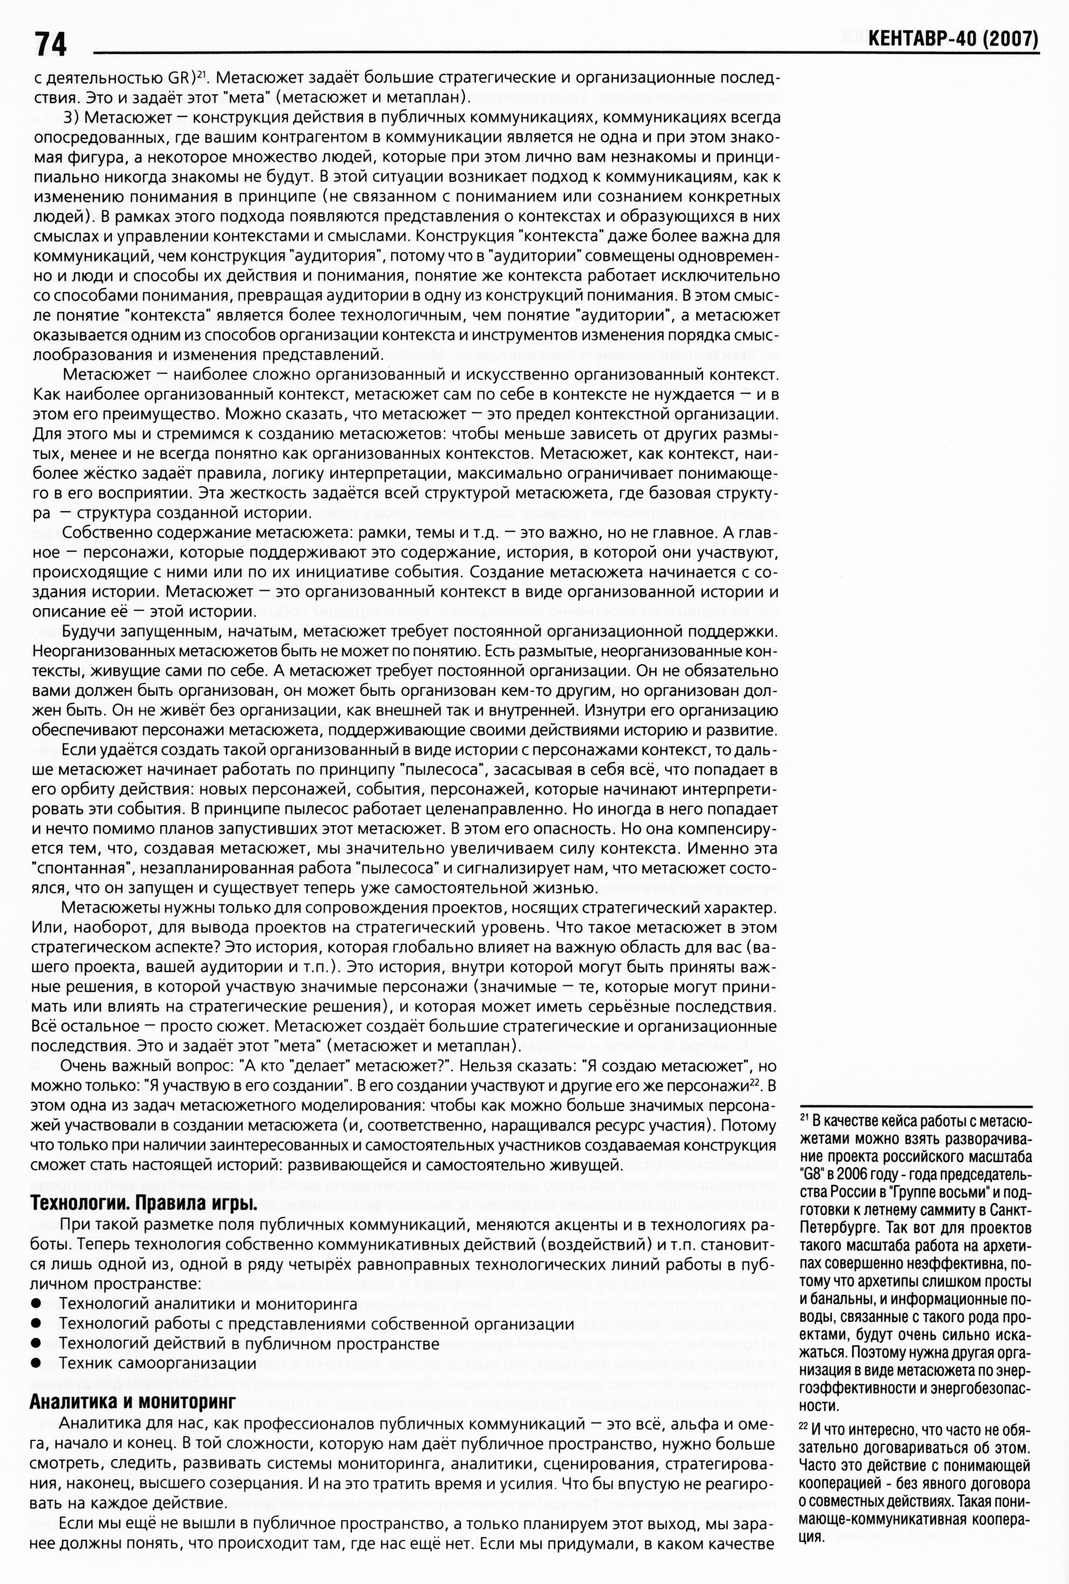 74
КЕНТАВР-40 (2007)
с деятельностью GR)²¹. Метасюжет задаёт большие стратегические и организационные послед-
ствия. Это и задаёт этот "мета" (метасюжет и метаплан).
3) Метасюжет — конструкция действия в публичных коммуникациях, коммуникациях всегда
опосредованных, где вашим контрагентом в коммуникации является не одна и при этом знако-
мая фигура, а некоторое множество людей, которые при этом лично вам незнакомы и принци-
пиально никогда знакомы не будут. В этой ситуации возникает подход к коммуникациям, как к
изменению понимания в принципе (не связанном с пониманием или сознанием конкретных
людей). В рамках этого подхода появляются представления о контекстах и образующихся в них
смыслах и управлении контекстами и смыслами. Конструкция "контекста" даже более важна для
коммуникаций, чем конструкция "аудитория", потому что в "аудитории" совмещены одновремен-
но и люди и способы их действия и понимания, понятие же контекста работает исключительно
со способами понимания, превращая аудитории в одну из конструкций понимания. В этом смыс-
ле понятие "контекста" является более технологичным, чем понятие "аудитории", а метасюжет
оказывается одним из способов организации контекста и инструментов изменения порядка смыс-
лообразования и изменения представлений.
Метасюжет — наиболее сложно организованный и искусственно организованный контекст.
Как наиболее организованный контекст, метасюжет сам по себе в контексте не нуждается — и в
этом его преимущество. Можно сказать, что метасюжет — это предел контекстной организации.
Для этого мы и стремимся к созданию метасюжетов: чтобы меньше зависеть от других размы-
тых, менее и не всегда понятно как организованных контекстов. Метасюжет, как контекст, наи-
более жёстко задаёт правила, логику интерпретации, максимально ограничивает понимающе-
го в его восприятии. Эта жесткость задаётся всей структурой метасюжета, где базовая структу-
ра — структура созданной истории.
Собственно содержание метасюжета: рамки, темы и т.д. — это важно, но не главное. А глав-
ное — персонажи, которые поддерживают это содержание, история, в которой они участвуют,
происходящие с ними или по их инициативе события. Создание метасюжета начинается с со-
здания истории. Метасюжет — это организованный контекст в виде организованной истории и
описание её — этой истории.
Будучи запущенным, начатым, метасюжет требует постоянной организационной поддержки.
Неорганизованных метасюжетов быть не может по понятию. Есть размытые, неорганизованные кон-
тексты, живущие сами по себе. А метасюжет требует постоянной организации. Он не обязательно
вами должен быть организован, он может быть организован кем-то другим, но организован дол-
жен быть. Он не живёт без организации, как внешней так и внутренней. Изнутри его организацию
обеспечивают персонажи метасюжета, поддерживающие своими действиями историю и развитие.
Если удаётся создать такой организованный в виде истории с персонажами контекст, то даль-
ше метасюжет начинает работать по принципу "пылесоса", засасывая в себя всё, что попадает в
его орбиту действия: новых персонажей, события, персонажей, которые начинают интерпрети-
ровать эти события. В принципе пылесос работает целенаправленно. Но иногда в него попадает
и нечто помимо планов запустивших этот метасюжет. В этом его опасность. Но она компенсиру-
ется тем, что, создавая метасюжет, мы значительно увеличиваем силу контекста. Именно эта
"спонтанная", незапланированная работа "пылесоса" и сигнализирует нам, что метасюжет состо-
ялся, что он запущен и существует теперь уже самостоятельной жизнью.
Метасюжеты нужны только для сопровождения проектов, носящих стратегический характер.
Или, наоборот, для вывода проектов на стратегический уровень. Что такое метасюжет в этом
стратегическом аспекте? Это история, которая глобально влияет на важную область для вас (ва-
шего проекта, вашей аудитории и т.п.). Это история, внутри которой могут быть приняты важ-
ные решения, в которой участвую значимые персонажи (значимые — те, которые могут прини-
мать или влиять на стратегические решения), и которая может иметь серьёзные последствия.
Всё остальное — просто сюжет. Метасюжет создаёт большие стратегические и организационные
последствия. Это и задаёт этот "мета" (метасюжет и метаплан).
Очень важный вопрос: "А кто "делает" метасюжет?". Нельзя сказать: "Я создаю метасюжет", но
можно только: "Я участвую в его создании". В его создании участвуют и другие его же персонажи²². В
этом одна из задач метасюжетного моделирования: чтобы как можно больше значимых персона-
жей участвовали в создании метасюжета (и, соответственно, наращивался ресурс участия). Потому
что только при наличии заинтересованных и самостоятельных участников создаваемая конструкция
сможет стать настоящей историй: развивающейся и самостоятельно живущей.
Технологии. Правила игры.
При такой разметке поля публичных коммуникаций, меняются акценты и в технологиях ра-
боты. Теперь технология собственно коммуникативных действий (воздействий) и т.п. становит-
ся лишь одной из, одной в ряду четырёх равноправных технологических линий работы в пуб-
личном пространстве:
● Технологий аналитики и мониторинга
● Технологий работы с представлениями собственной организации
● Технологий действий в публичном пространстве
● Техник самоорганизации
Аналитика и мониторинг
Аналитика для нас, как профессионалов публичных коммуникаций — это всё, альфа и оме-
га, начало и конец. В той сложности, которую нам даёт публичное пространство, нужно больше
смотреть, следить, развивать системы мониторинга, аналитики, сценирования, стратегирова-
ния, наконец, высшего созерцания. И на это тратить время и усилия. Что бы впустую не реагиро-
вать на каждое действие.
Если мы ещё не вышли в публичное пространство, а только планируем этот выход, мы зара-
нее должны понять, что происходит там, где нас ещё нет. Если мы придумали, в каком качестве
²¹ В качестве кейса работы с метасю-
жетами можно взять разворачива-
ние проекта российского масштаба
"G8" в 2006 году - года председатель-
ства России в "Группе восьми" и под-
готовки к летнему саммиту в Санкт-
Петербурге. Так вот для проектов
такого масштаба работа на архети-
пах совершенно неэффективна, по-
тому что архетипы слишком просты
и банальны, и информационные по-
воды, связанные с такого рода про-
ектами, будут очень сильно иска-
жаться. Поэтому нужна другая орга-
низация в виде метасюжета по энер-
гоэффективности и энергобезопас-
ности.
²² И что интересно, что часто не обя-
зательно договариваться об этом.
Часто это действие с понимающей
кооперацией - без явного договора
о совместных действиях. Такая пони-
мающе-коммуникативная коопера-
ция.